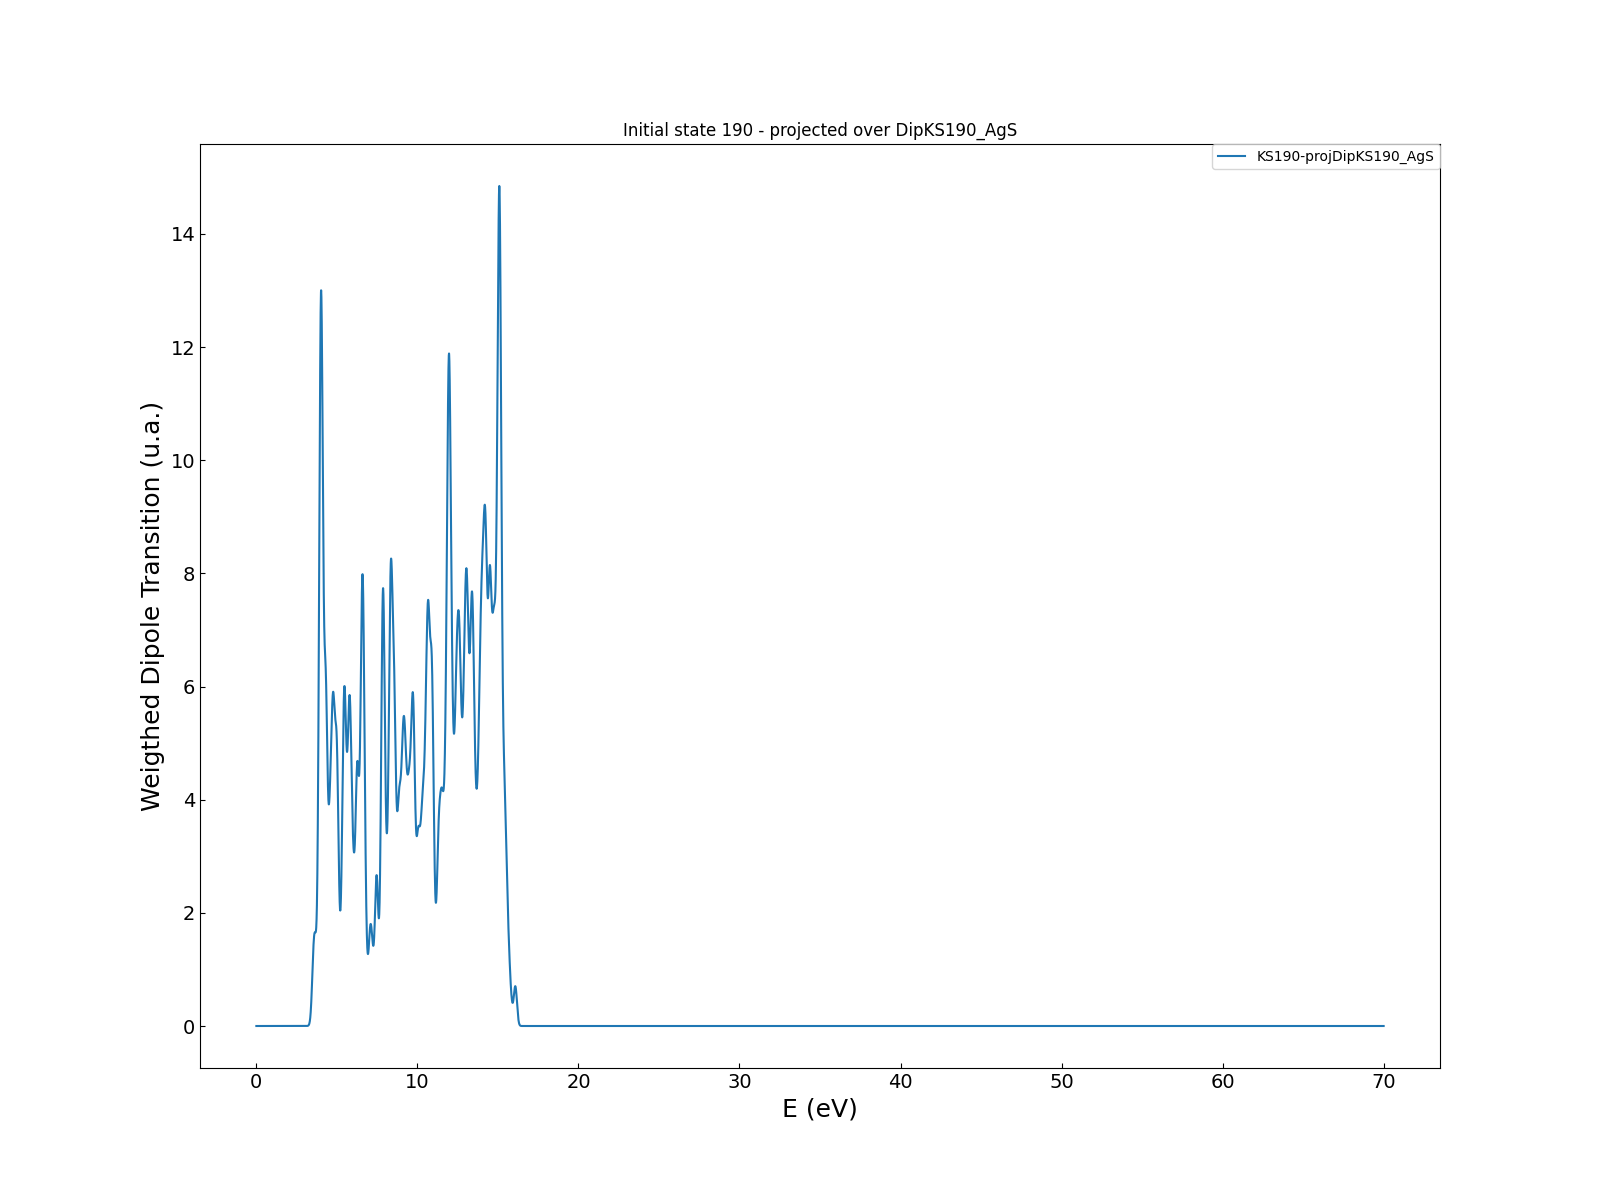 Initial state 190 - projected over DipKS190_AgS
KS190-projDipKS190_AgS
Weigthed Dipole Transition (u.a.)
14
12
10
8
6
4
2
0
0 10 20 30 40 50 60 70
E (eV)